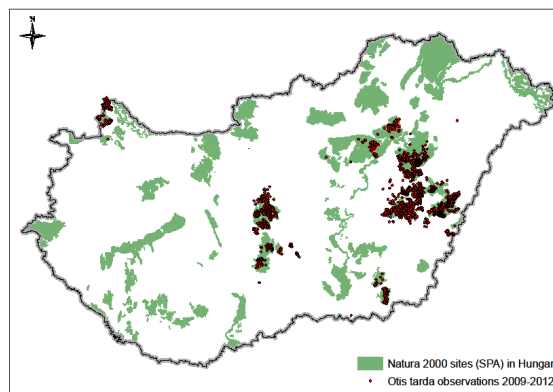 N
Natura 2000 sites (SPA) in Hungar
Otis tarda observations 2009-2012